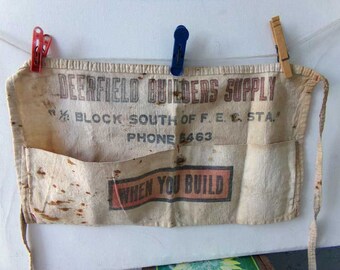 DEERFIELD BUILDERS SUPPLY
"½ BLOCK SOUTH OF F. E. C. STA."
PHONE 5463
WHEN YOU BUILD